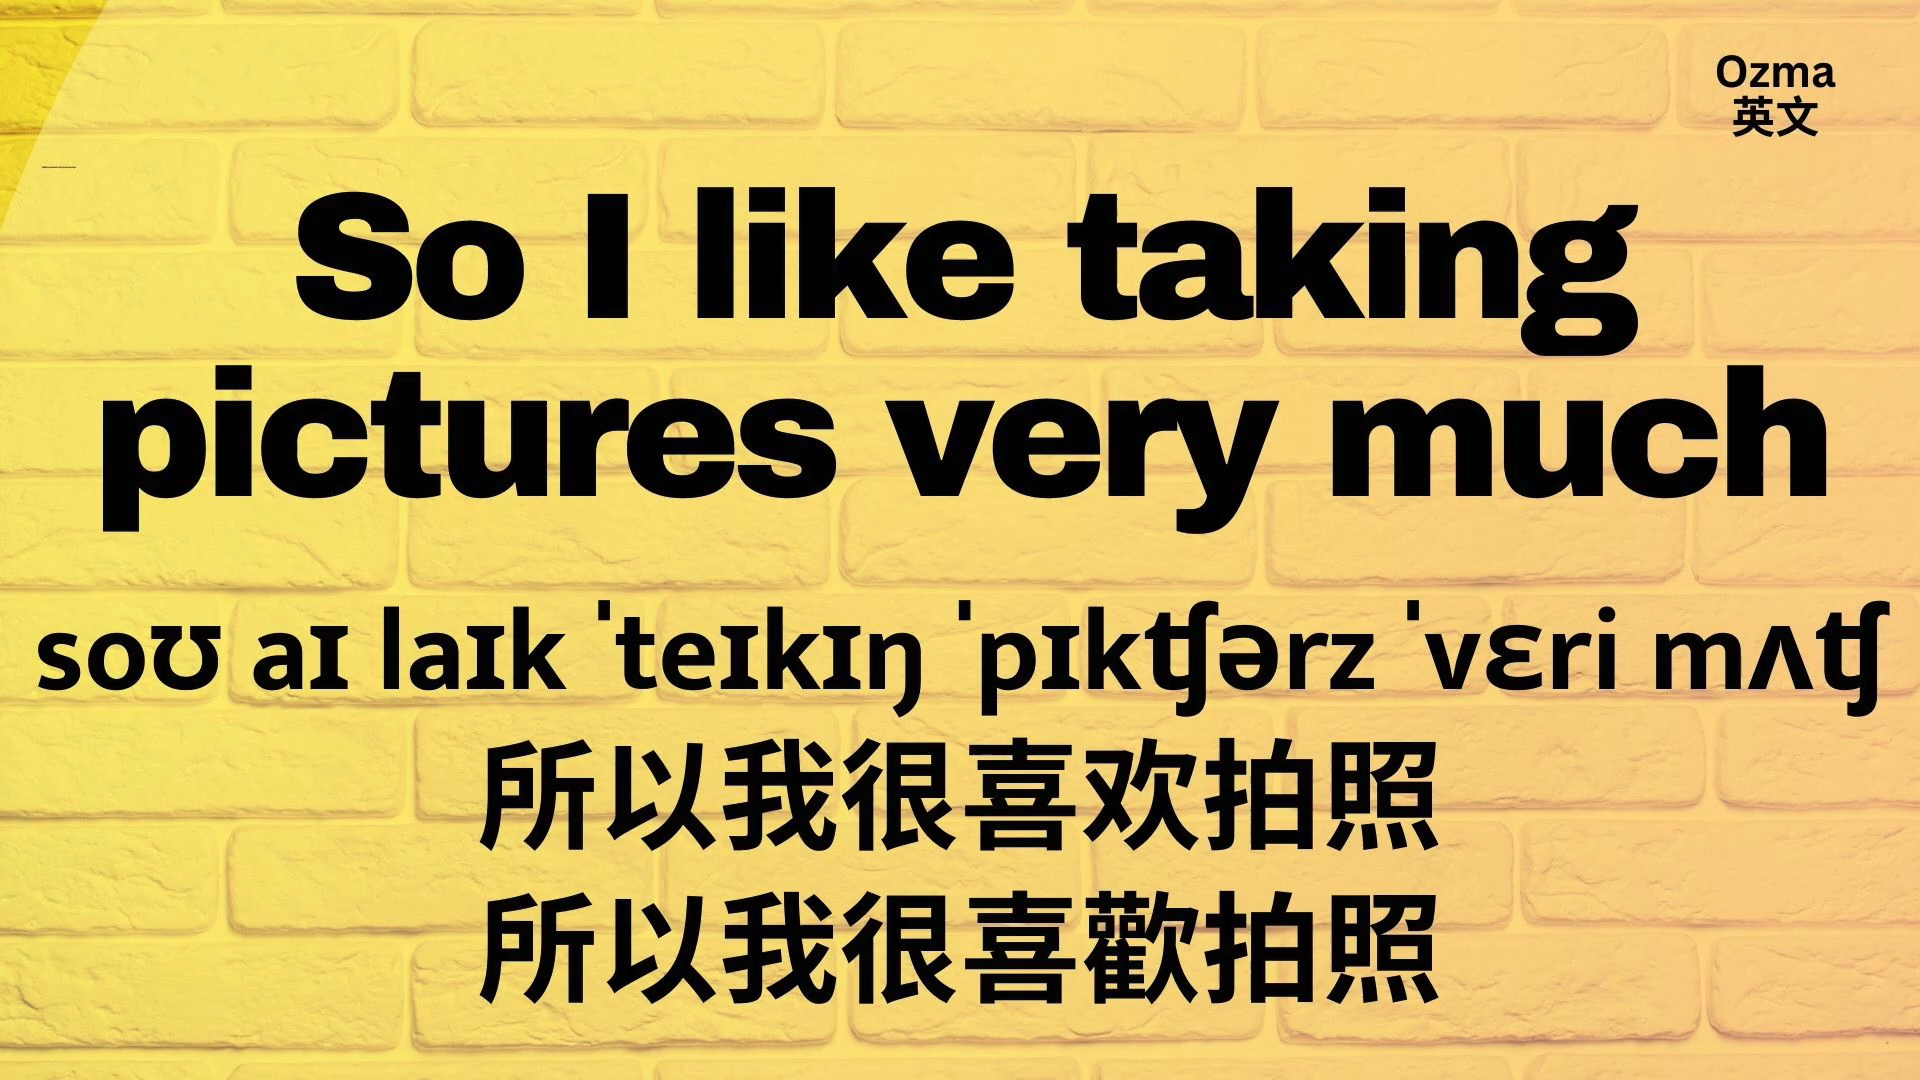 Ozma
英文
So I like taking
pictures very much
soʊ aɪ laɪk ˈteɪkɪŋ ˈpɪkʧərz ˈvɛri mʌʧ
所以我很喜欢拍照
所以我很喜歡拍照